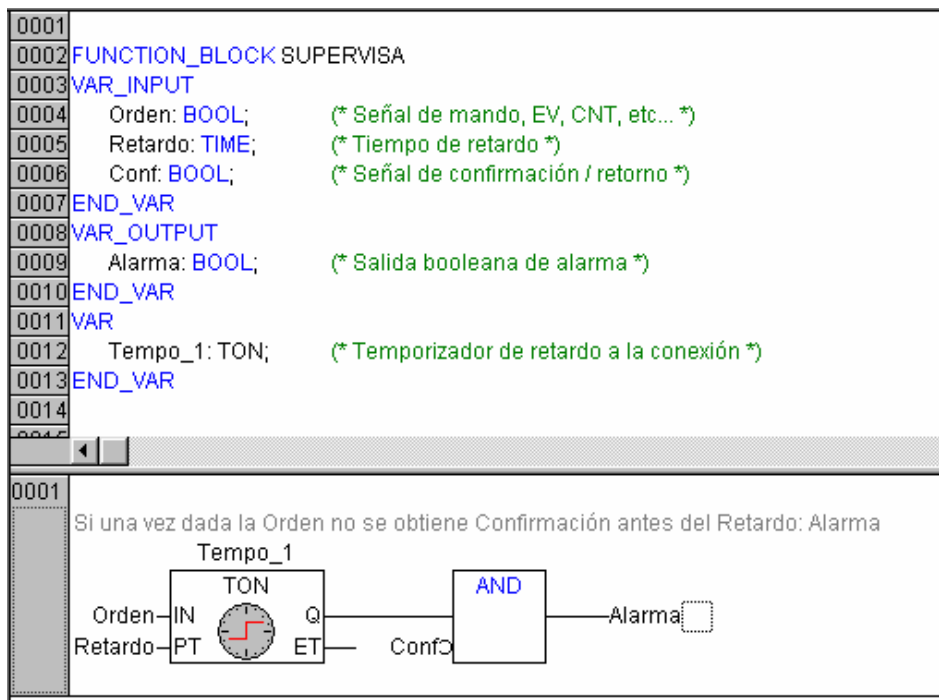 0001
0002 FUNCTION_BLOCK SUPERVISA
0003 VAR_INPUT
0004 Orden: BOOL; (* Señal de mando, EV, CNT, etc... *)
0005 Retardo: TIME; (* Tiempo de retardo *)
0006 Conf: BOOL; (* Señal de confirmación / retorno *)
0007 END_VAR
0008 VAR_OUTPUT
0009 Alarma: BOOL; (* Salida booleana de alarma *)
0010 END_VAR
0011 VAR
0012 Tempo_1: TON; (* Temporizador de retardo a la conexión *)
0013 END_VAR
0014
0001
Si una vez dada la Orden no se obtiene Confirmación antes del Retardo: Alarma
Tempo_1
TON AND
Orden IN Q Alarma
Retardo PT ET Conf